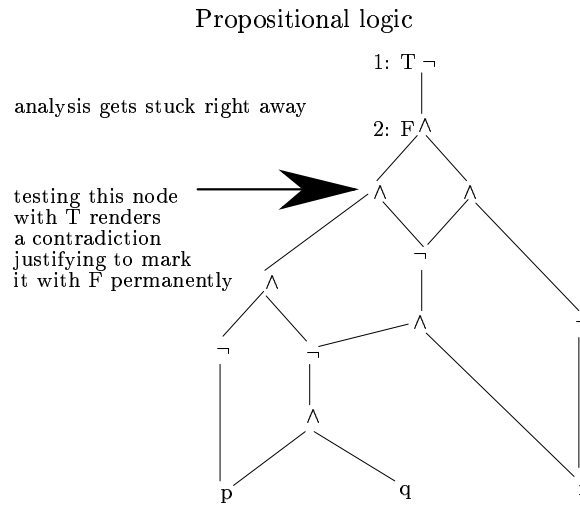 Propositional logic
1: T ¬
analysis gets stuck right away
2: F ∧
testing this node
with T renders
a contradiction
justifying to mark
it with F permanently
∧ ∧
¬
∧
∧
¬ ¬
∧
p q